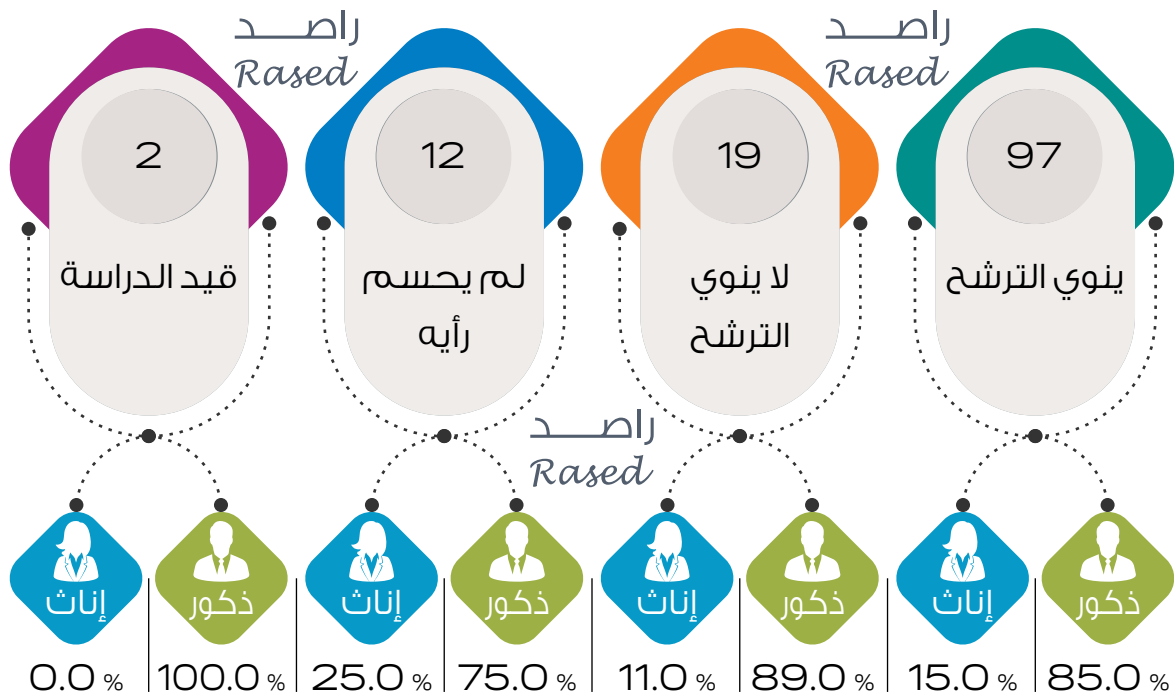 راصد
Rased
راصد
Rased
97
19
12
2
ينوي الترشح
لا ينوي
الترشح
لم يحسم
رأيه
قيد الدراسة
راصد
Rased
ذكور
إناث
ذكور
إناث
ذكور
إناث
ذكور
إناث
85.0 %
15.0 %
89.0 %
11.0 %
75.0 %
25.0 %
100.0 %
0.0 %